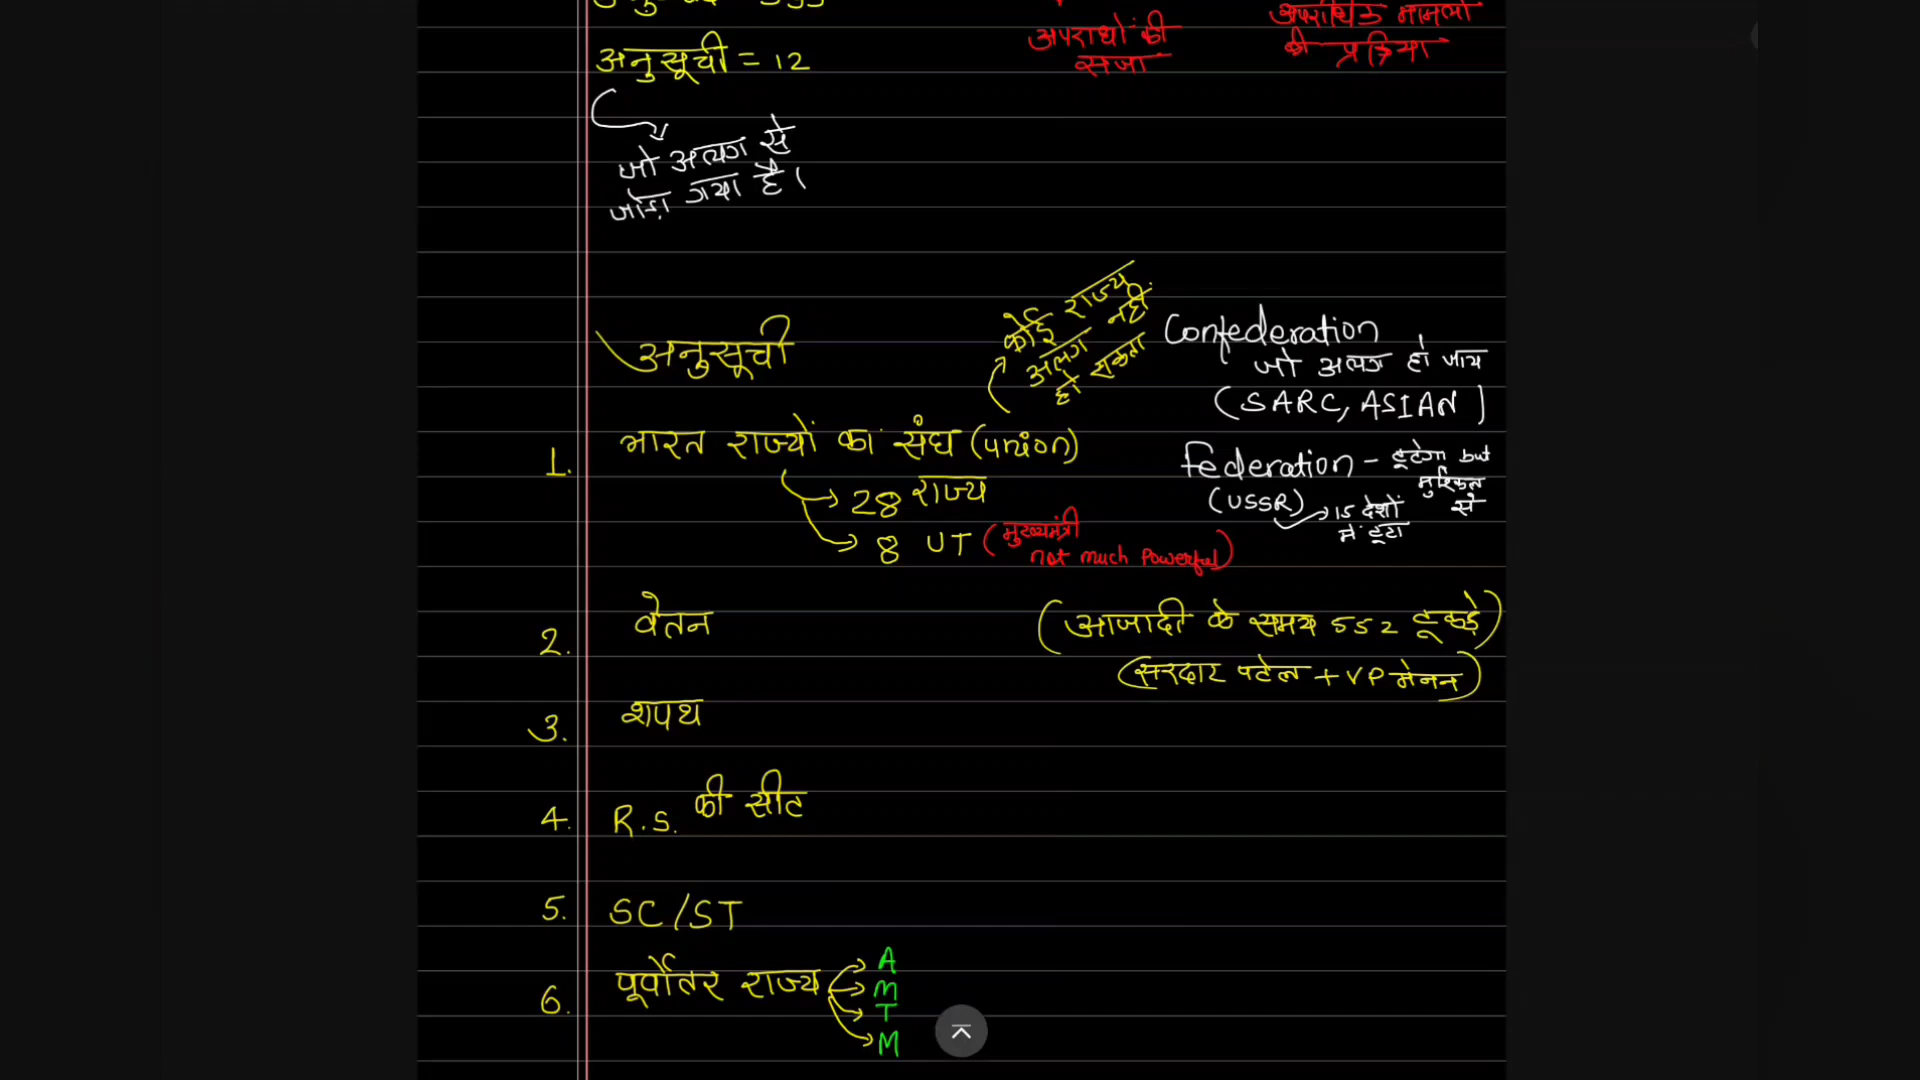 अनुसूची = 12
अपराधों की
सजा
अपराधिक मामलों
की प्रक्रिया
जो अलग से
जोड़ा गया है।
अनुसूची
कोई राज्य
अलग नहीं
हो सकता
Confederation
जो अलग हो जाय
(SARC, ASIAN)
1. भारत राज्यों का संघ (union)
28 राज्य
8 UT (मुख्यमंत्री
not much Powerful)
federation - टूटेगा but
मुश्किल
से
(USSR) 15 देशों
में टूटा
2. वेतन
(आजादी के समय 552 टूकड़े)
(सरदार पटेल + VP मेनन)
3. शपथ
4. R.S. की सीट
5. SC/ST
6. पूर्वोतर राज्य
A
M
T
M